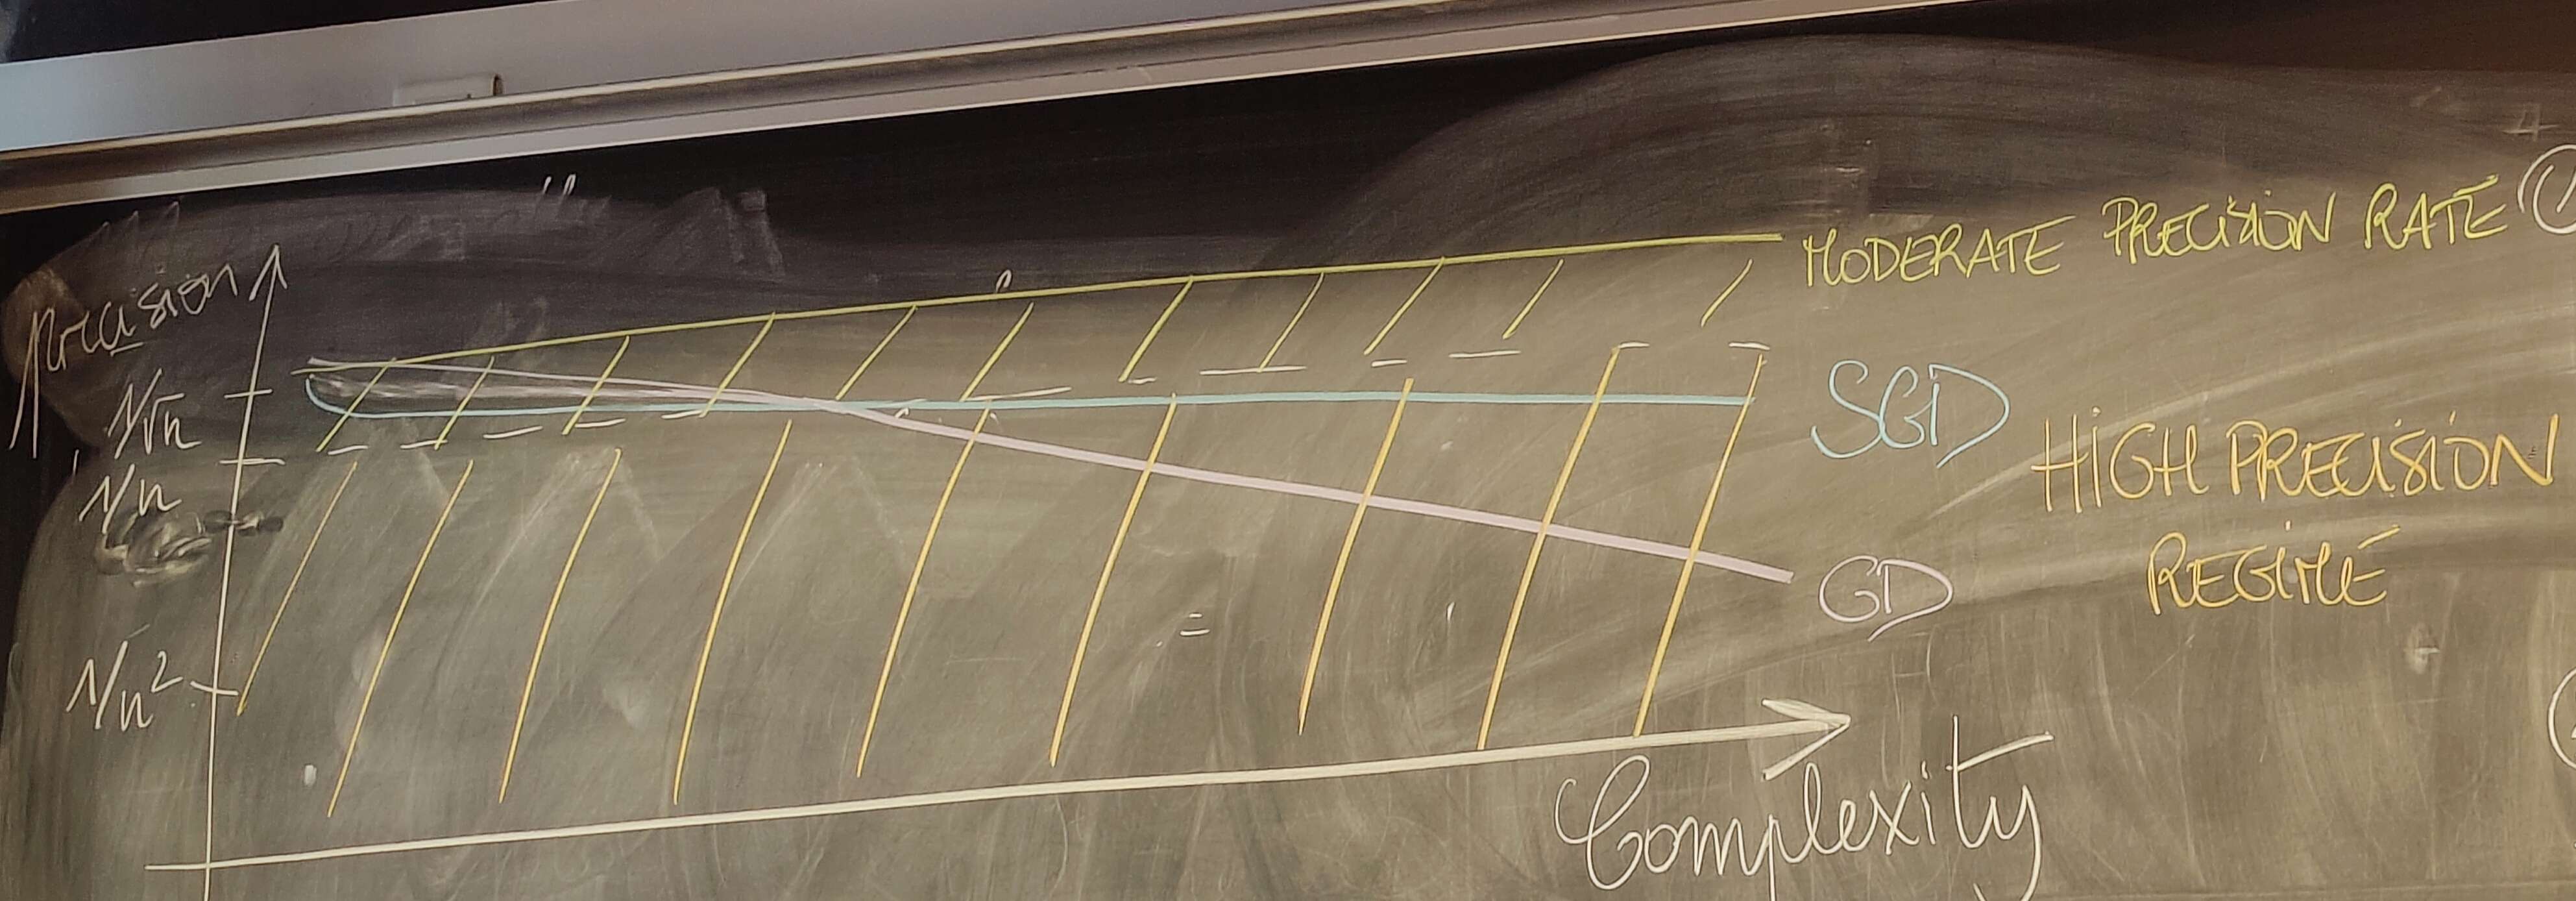 Precision
1/√n
1/n
1/n²
MODERATE PRECISION RATE
SGD
HIGH PRECISION
REGIME
GD
Complexity